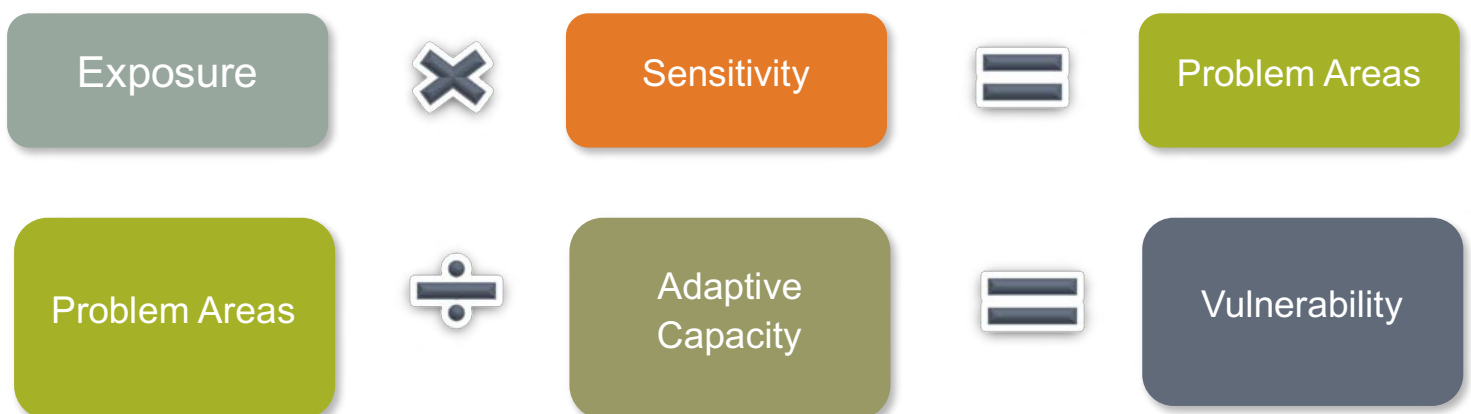 Exposure
Sensitivity
Problem Areas
Problem Areas
Adaptive
Capacity
Vulnerability